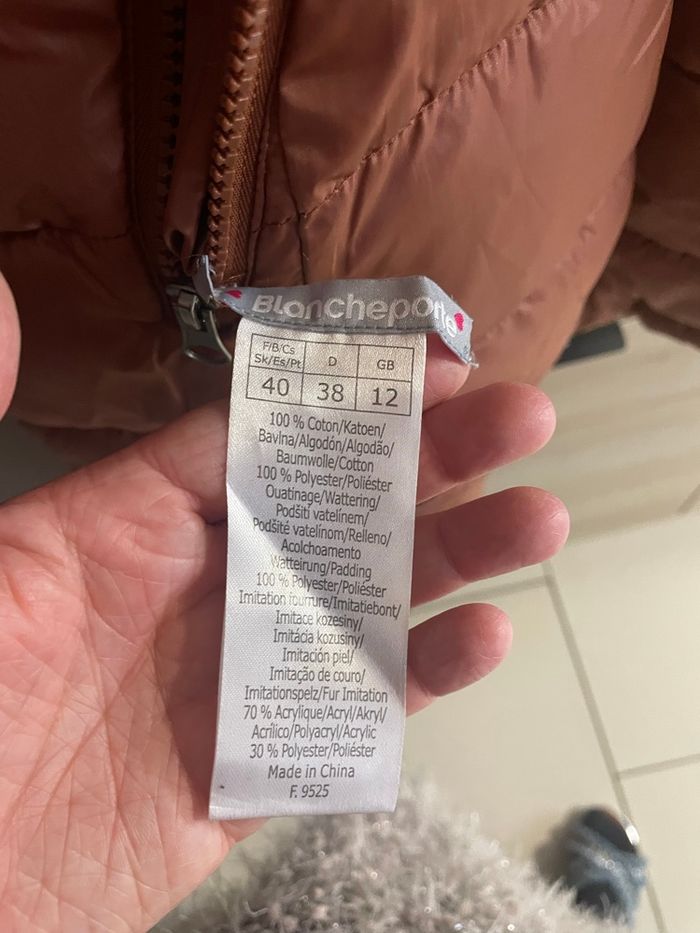 Blancheporte
F/B/Cs
Sk/Es/Pt D GB
40 38 12
100 % Coton/Katoen/
Bavlna/Algodón/Algodão/
Baumwolle/Cotton
100 % Polyester/Poliéster
Ouatinage/Wattering/
Podšití vatelínem/
Podšité vatelínom/Relleno/
Acolchoamento
Watteirung/Padding
100 % Polyester/Poliéster
Imitation fourrure/Imitatiebont/
Imitace kozesiny/
Imitácia kozusiny/
Imitación piel/
Imitação de couro/
Imitationspelz/Fur Imitation
70 % Acrylique/Acryl/Akryl/
Acrílico/Polyacryl/Acrylic
30 % Polyester/Poliéster
Made in China
F. 9525